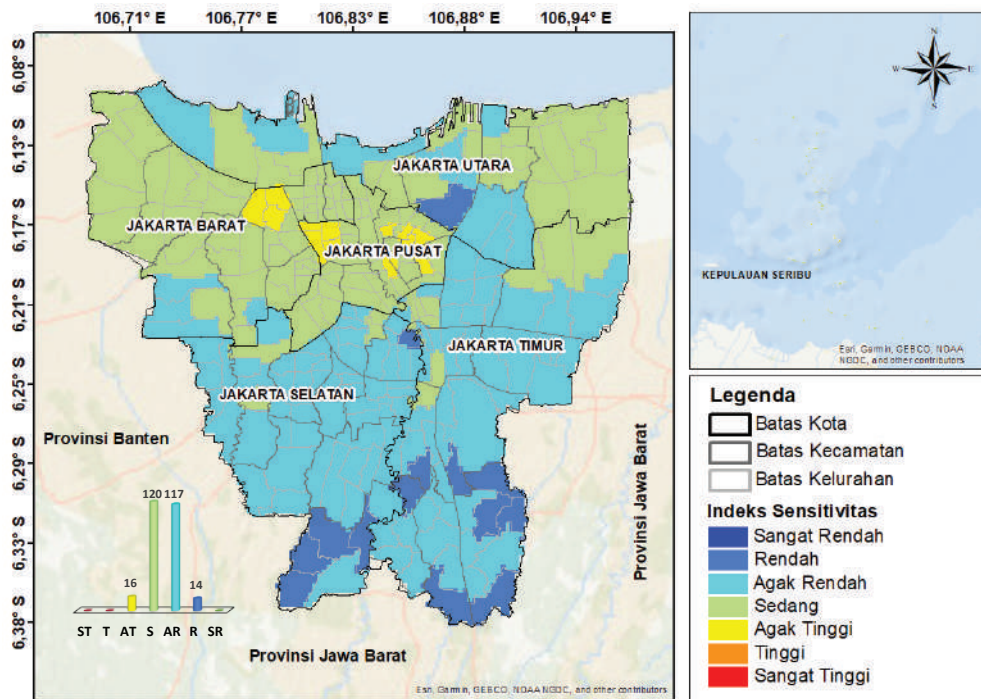 106,71° E 106,77° E 106,83° E 106,88° E 106,94° E
6,08° S
6,13° S
6,17° S
6,21° S
6,25° S
6,29° S
6,33° S
6,38° S
JAKARTA UTARA
JAKARTA BARAT
JAKARTA PUSAT
JAKARTA TIMUR
JAKARTA SELATAN
Provinsi Banten
Provinsi Jawa Barat
Provinsi Jawa Barat
120 117
16 14
ST T AT S AR R SR
Esri, Garmin, GEBCO, NOAA NGDC, and other contributors
N
W E
S
KEPULAUAN SERIBU
Esri, Garmin, GEBCO, NOAA
NGDC, and other contributors
Legenda
Batas Kota
Batas Kecamatan
Batas Kelurahan
Indeks Sensitivitas
Sangat Rendah
Rendah
Agak Rendah
Sedang
Agak Tinggi
Tinggi
Sangat Tinggi